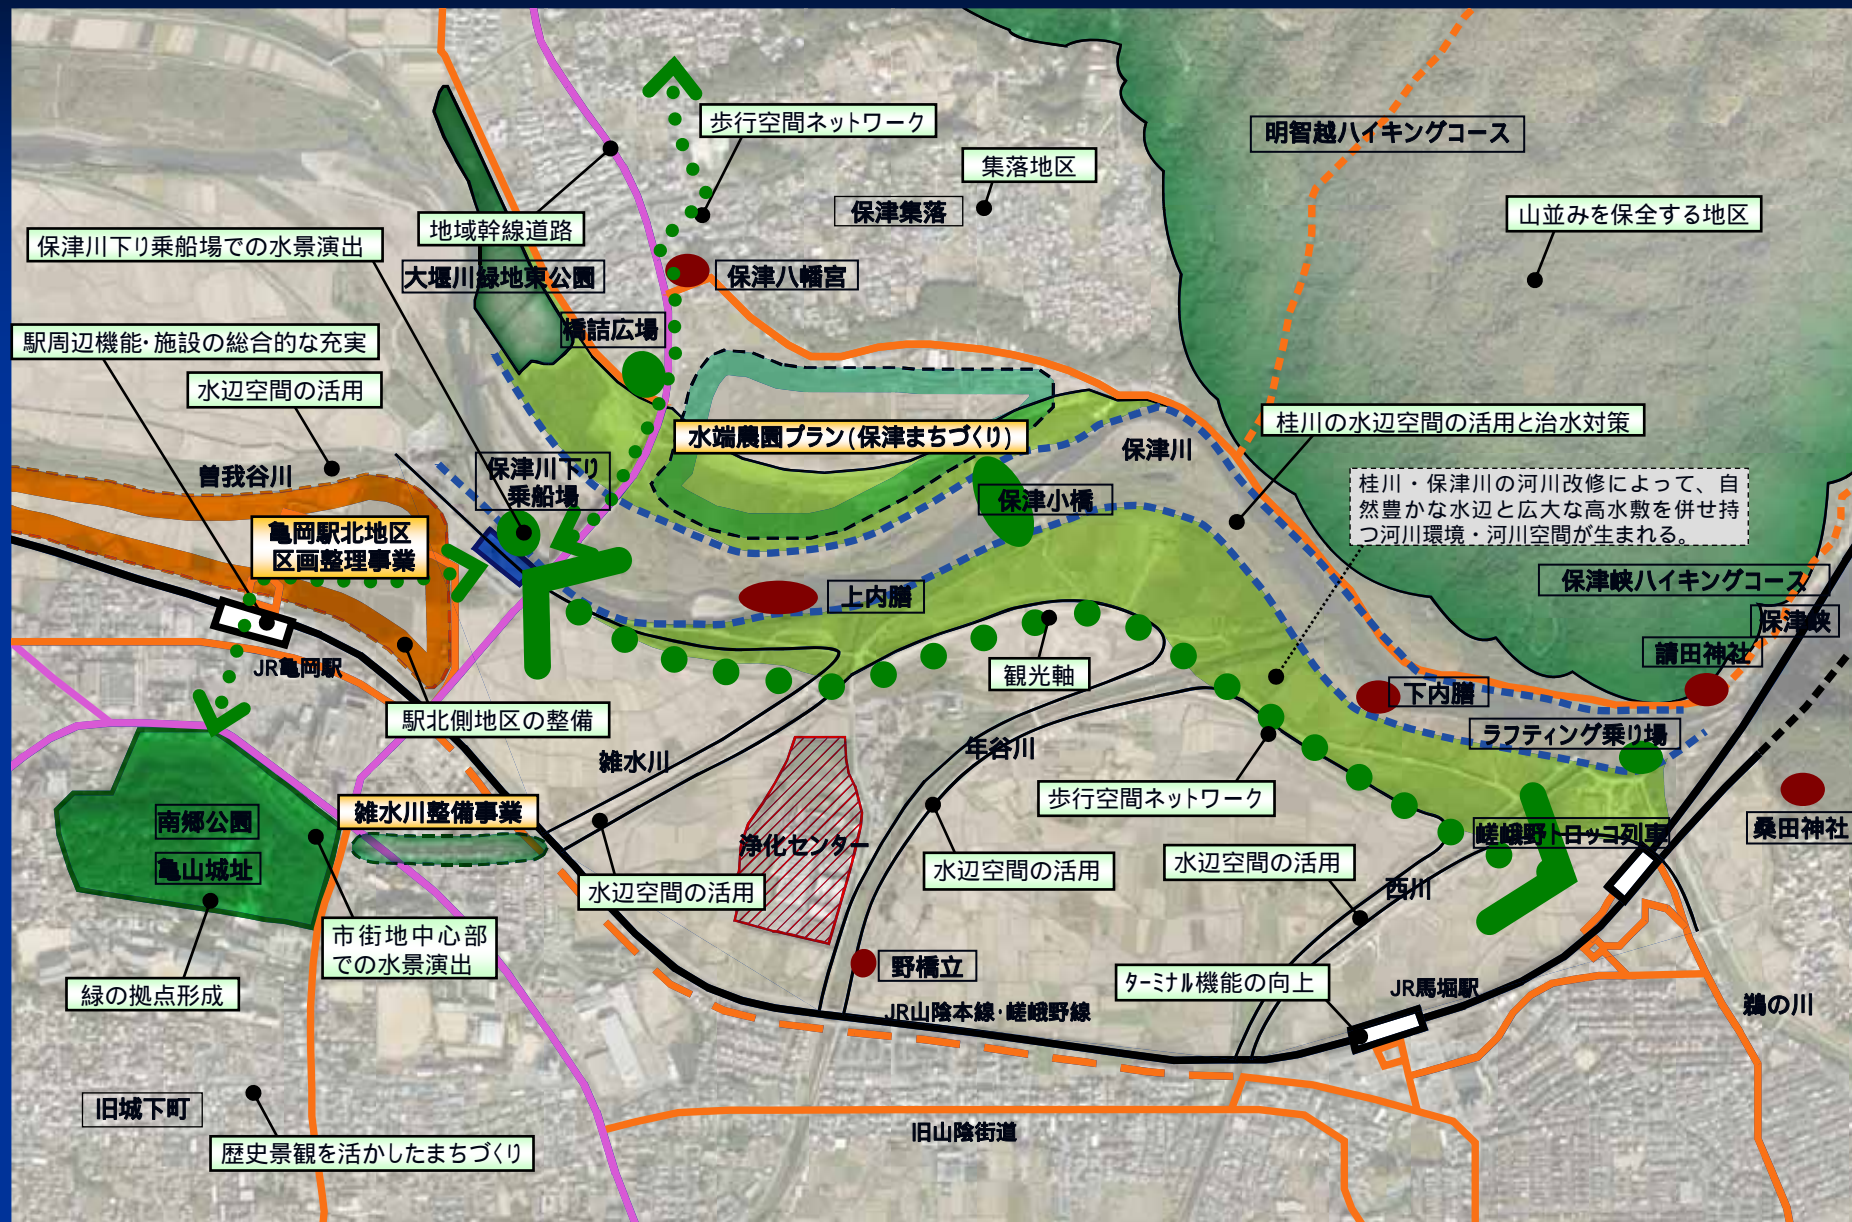 歩行空間ネットワーク
明智越ハイキングコース
集落地区
保津集落
山並みを保全する地区
地域幹線道路
保津川下り乗船場での水景演出
大堰川緑地東公園
保津八幡宮
橋詰広場
駅周辺機能・施設の総合的な充実
水辺空間の活用
桂川の水辺空間の活用と治水対策
水端農園プラン(保津まちづくり)
保津川
曽我谷川
保津川下り
乗船場
保津小橋
桂川・保津川の河川改修によって、自
然豊かな水辺と広大な高水敷を併せ持
つ河川環境・河川空間が生まれる。
亀岡駅北地区
区画整理事業
保津峡ハイキングコース
上内膳
保津峡
請田神社
JR亀岡駅
観光軸
下内膳
駅北側地区の整備
ラフティング乗り場
雑水川
年谷川
歩行空間ネットワーク
南郷公園
雑水川整備事業
嵯峨野トロッコ列車
桑田神社
浄化センター
亀山城址
水辺空間の活用
水辺空間の活用
水辺空間の活用
西川
市街地中心部
での水景演出
緑の拠点形成
野橋立
ターミナル機能の向上
JR馬堀駅
JR山陰本線・嵯峨野線
鵜の川
旧城下町
旧山陰街道
歴史景観を活かしたまちづくり